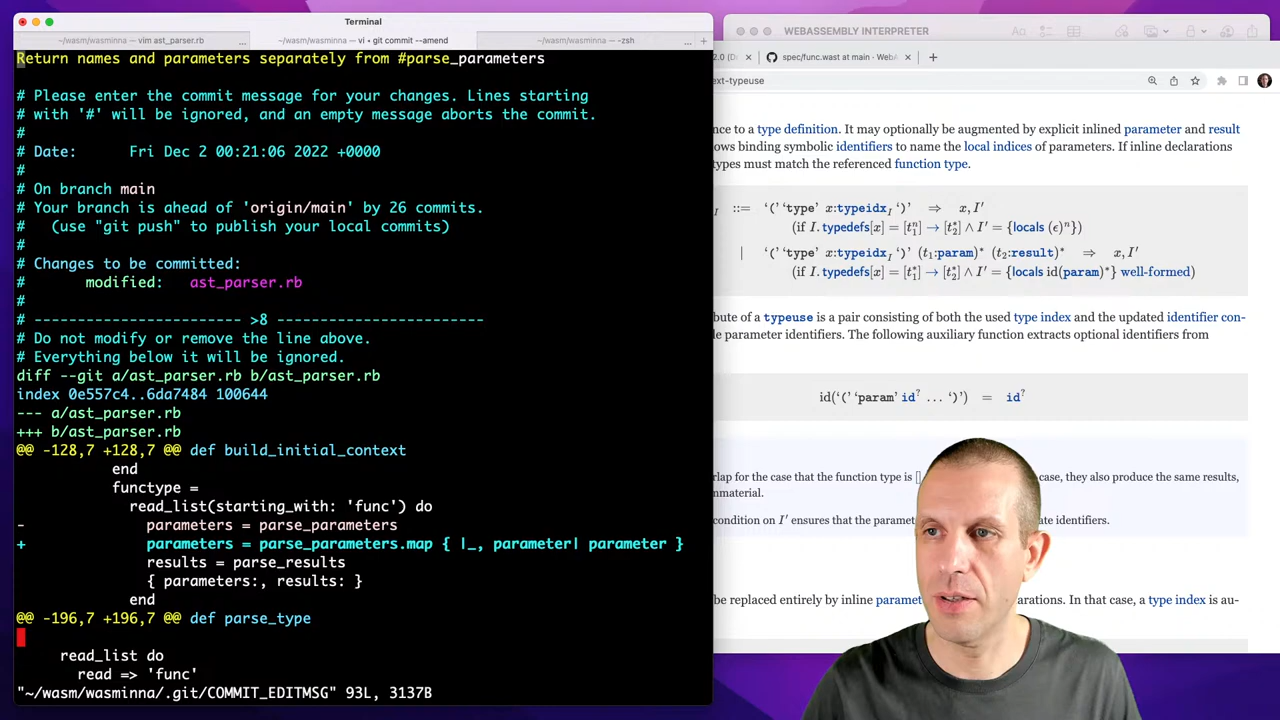 Terminal
~/wasm/wasminna — vim ast_parser.rb
...
~/wasm/wasminna — vi • git commit --amend
~/wasm/wasminna — -zsh
... +
Return names and parameters separately from #parse_parameters
# Please enter the commit message for your changes. Lines starting
# with '#' will be ignored, and an empty message aborts the commit.
#
# Date:      Fri Dec 2 00:21:06 2022 +0000
#
# On branch main
# Your branch is ahead of 'origin/main' by 26 commits.
#   (use "git push" to publish your local commits)
#
# Changes to be committed:
#       modified:   ast_parser.rb
#
# ------------------------ >8 ------------------------
# Do not modify or remove the line above.
# Everything below it will be ignored.
diff --git a/ast_parser.rb b/ast_parser.rb
index 0e557c4..6da7484 100644
--- a/ast_parser.rb
+++ b/ast_parser.rb
@@ -128,7 +128,7 @@ def build_initial_context
end
functype =
read_list(starting_with: 'func') do
-              parameters = parse_parameters
+              parameters = parse_parameters.map { |_, parameter| parameter }
results = parse_results
{ parameters:, results: }
end
@@ -196,7 +196,7 @@ def parse_type
read_list do
read => 'func'
"~/wasm/wasminna/.git/COMMIT_EDITMSG" 93L, 3137B
WEBASSEMBLY INTERPRETER
2.0 (D
spec/func.wast at main · WebA
ext-typeuse
nce to a type definition. It may optionally be augmented by explicit inlined parameter and result
ows binding symbolic identifiers to name the local indices of parameters. If inline declarations
types must match the referenced function type.
I ::= ‘(’ ‘type’ x:typeidxI ‘)’ ⇒ x, I′
(if I.typedefs[x] = [t1^n] → [t2*] ∧ I′ = {locals (ϵ)^n})
| ‘(’ ‘type’ x:typeidxI ‘)’ (t1:param)* (t2:result)* ⇒ x, I′
(if I.typedefs[x] = [t1*] → [t2*] ∧ I′ = {locals id(param)*} well-formed)
bute of a typeuse is a pair consisting of both the used type index and the updated identifier con-
le parameter identifiers. The following auxiliary function extracts optional identifiers from
id(‘(’ ‘param’ id? … ‘)’) = id?
rlap for the case that the function type is [] case, they also produce the same results,
nmaterial.
condition on I′ ensures that the parame ate identifiers.
be replaced entirely by inline paramet arations. In that case, a type index is au-